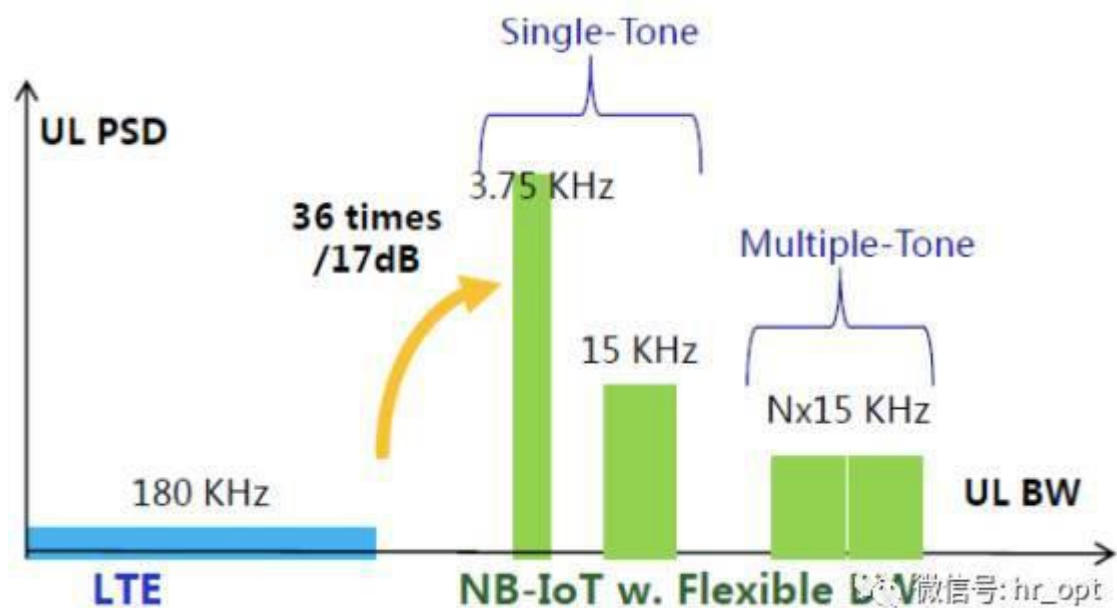 Single-Tone
UL PSD
3.75 KHz
36 times
/17dB
Multiple-Tone
15 KHz
Nx15 KHz
180 KHz
UL BW
LTE
NB-IoT w. Flexible
微信号: hr_opt